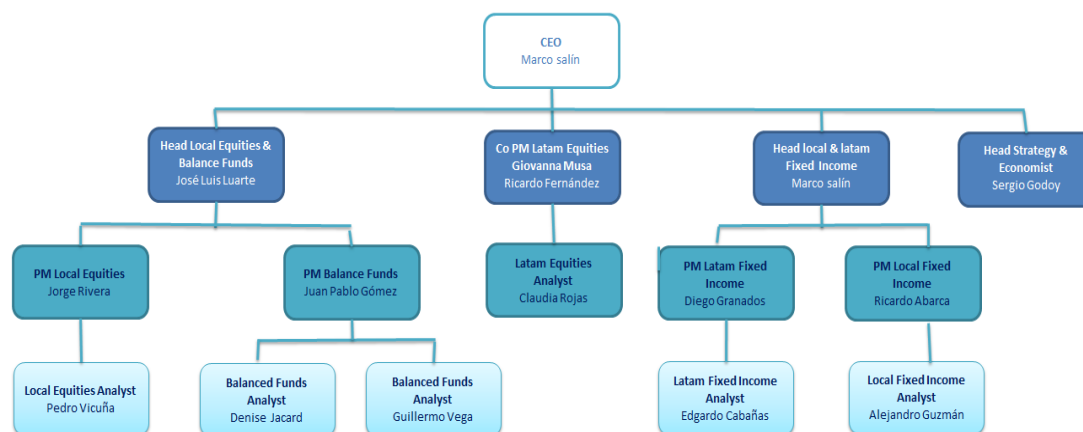 CEO
Marco salín
Head Local Equities &
Balance Funds
José Luis Luarte
Co PM Latam Equities
Giovanna Musa
Ricardo Fernández
Head local & latam
Fixed Income
Marco salín
Head Strategy &
Economist
Sergio Godoy
PM Local Equities
Jorge Rivera
PM Balance Funds
Juan Pablo Gómez
Latam Equities
Analyst
Claudia Rojas
PM Latam Fixed
Income
Diego Granados
PM Local Fixed
Income
Ricardo Abarca
Local Equities Analyst
Pedro Vicuña
Balanced Funds
Analyst
Denise Jacard
Balanced Funds
Analyst
Guillermo Vega
Latam Fixed Income
Analyst
Edgardo Cabañas
Local Fixed Income
Analyst
Alejandro Guzmán